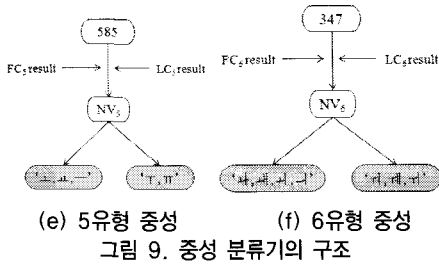 585 347
FC₅result LC₅result FC₆result LC₆result
NV₅ NV₆
'ㅗ,ㅛ,ㅡ' 'ㅜ,ㅠ'
(e) 5유형 중성 (f) 6유형 중성
그림 9. 중성 분류기의 구조